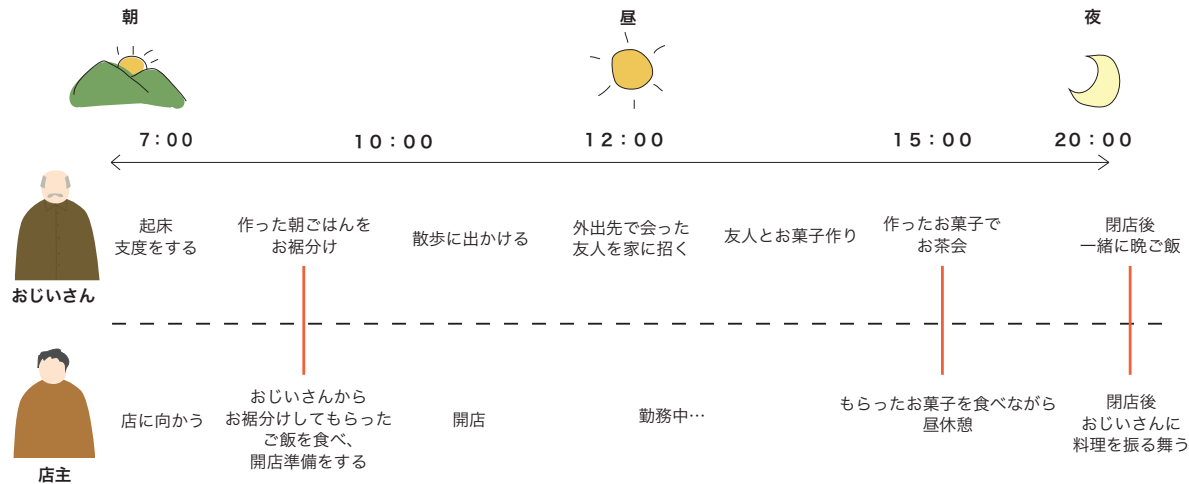 朝
昼
夜
7：00
10：00
12：00
15：00
20：00
起床
支度をする
作った朝ごはんを
お裾分け
散歩に出かける
外出先で会った
友人を家に招く
友人とお菓子作り
作ったお菓子で
お茶会
閉店後
一緒に晩ご飯
おじいさん
店に向かう
おじいさんから
お裾分けしてもらった
ご飯を食べ、
開店準備をする
開店
勤務中…
もらったお菓子を食べながら
昼休憩
閉店後
おじいさんに
料理を振る舞う
店主